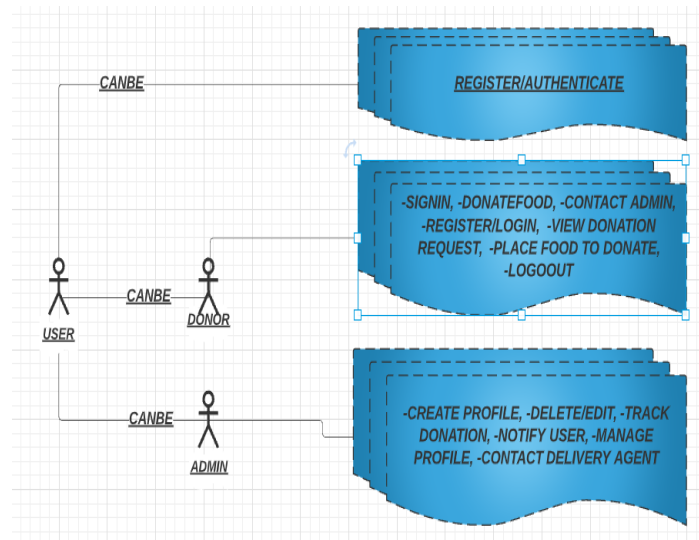 CANBE
REGISTER/AUTHENTICATE
-SIGNIN, -DONATEFOOD, -CONTACT ADMIN,
-REGISTER/LOGIN, -VIEW DONATION
REQUEST, -PLACE FOOD TO DONATE,
-LOGOOUT
CANBE
DONOR
USER
CANBE
-CREATE PROFILE, -DELETE/EDIT, -TRACK
DONATION, -NOTIFY USER, -MANAGE
PROFILE, -CONTACT DELIVERY AGENT
ADMIN